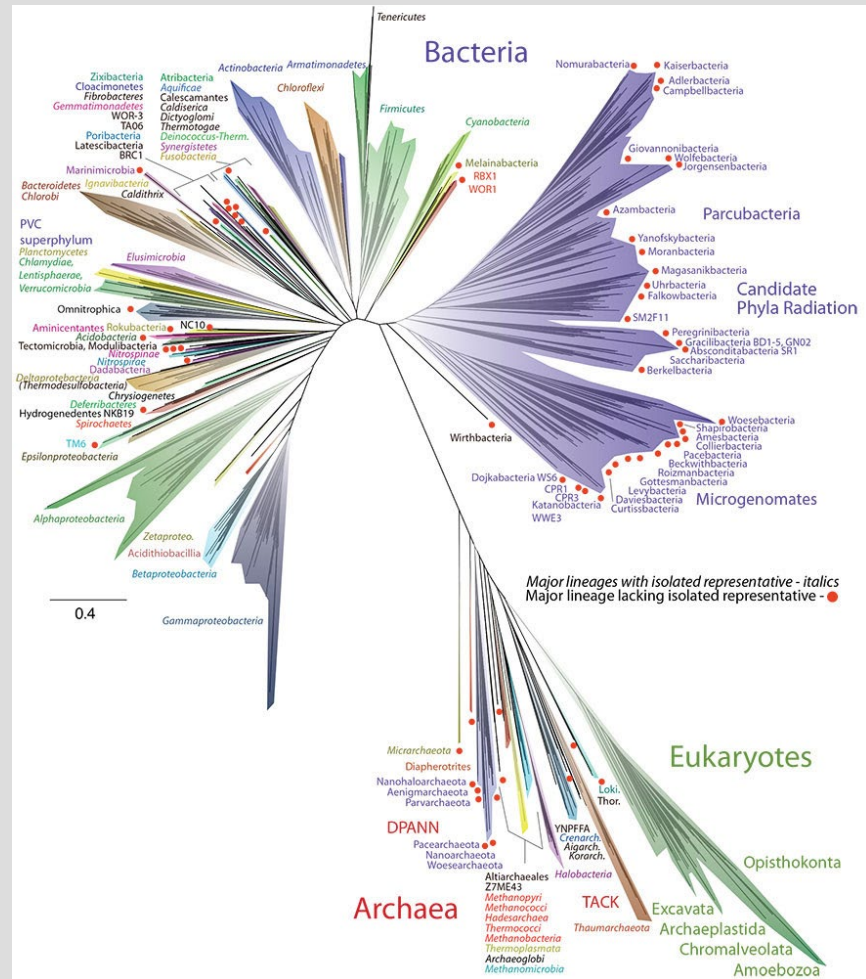 Tenericutes
Bacteria
Nomurabacteria
Kaiserbacteria
Adlerbacteria
Campbellbacteria
Zixibacteria
Cloacimonetes
Fibrobacteres
Gemmatimonadetes
WOR-3
TA06
Poribacteria
Latescibacteria
BRC1
Atribacteria
Aquificae
Calescamantes
Caldiserica
Dictyoglomi
Thermotogae
Deinococcus-Therm.
Synergistetes
Fusobacteria
Actinobacteria
Armatimonadetes
Chloroflexi
Firmicutes
Cyanobacteria
Melainabacteria
RBX1
WOR1
Giovannonibacteria
Wolfebacteria
Jorgensenbacteria
Azambacteria
Parcubacteria
Yanofskybacteria
Moranbacteria
Magasanikbacteria
Uhrbacteria
Falkowbacteria
Candidate
Phyla Radiation
SM2F11
Marinimicrobia
Bacteroidetes
Chlorobi
Ignavibacteria
Caldithrix
PVC
superphylum
Planctomycetes
Chlamydiae,
Lentisphaerae,
Verrucomicrobia
Elusimicrobia
Omnitrophica
Aminicentantes
Rokubacteria
NC10
Acidobacteria
Tectomicrobia, Modulibacteria
Nitrospinae
Nitrospirae
Dadabacteria
Deltaprotebacteria
(Thermodesulfobacteria)
Chrysiogenetes
Deferribacteres
Hydrogenedentes NKB19
Spirochaetes
TM6
Epsilonproteobacteria
Peregrinibacteria
Gracilibacteria BD1-5, GN02
Absconditabacteria SR1
Saccharibacteria
Berkelbacteria
Wirthbacteria
Woesebacteria
Shapirobacteria
Amesbacteria
Collierbacteria
Pacebacteria
Beckwithbacteria
Roizmanbacteria
Gottesmanbacteria
Levybacteria
Daviesbacteria
Curtissbacteria
Microgenomates
Dojkabacteria WS6
CPR1
CPR3
Katanobacteria
WWE3
Alphaproteobacteria
Zetaproteo.
Acidithiobacillia
Betaproteobacteria
0.4
Gammaproteobacteria
Major lineages with isolated representative - italics
Major lineage lacking isolated representative -
Micrarchaeota
Diapherotrites
Nanohaloarchaeota
Aenigmarchaeota
Parvarchaeota
DPANN
Pacearchaeota
Nanoarchaeota
Woesearchaeota
Archaea
Altiarchaeales
Z7ME43
Methanopyri
Methanococci
Hadesarchaea
Thermococci
Methanobacteria
Thermoplasmata
Archaeoglobi
Methanomicrobia
Halobacteria
YNPFFA
Crenarch.
Aigarch.
Korarch.
Loki.
Thor.
TACK
Thaumarchaeota
Eukaryotes
Opisthokonta
Excavata
Archaeplastida
Chromalveolata
Amoebozoa